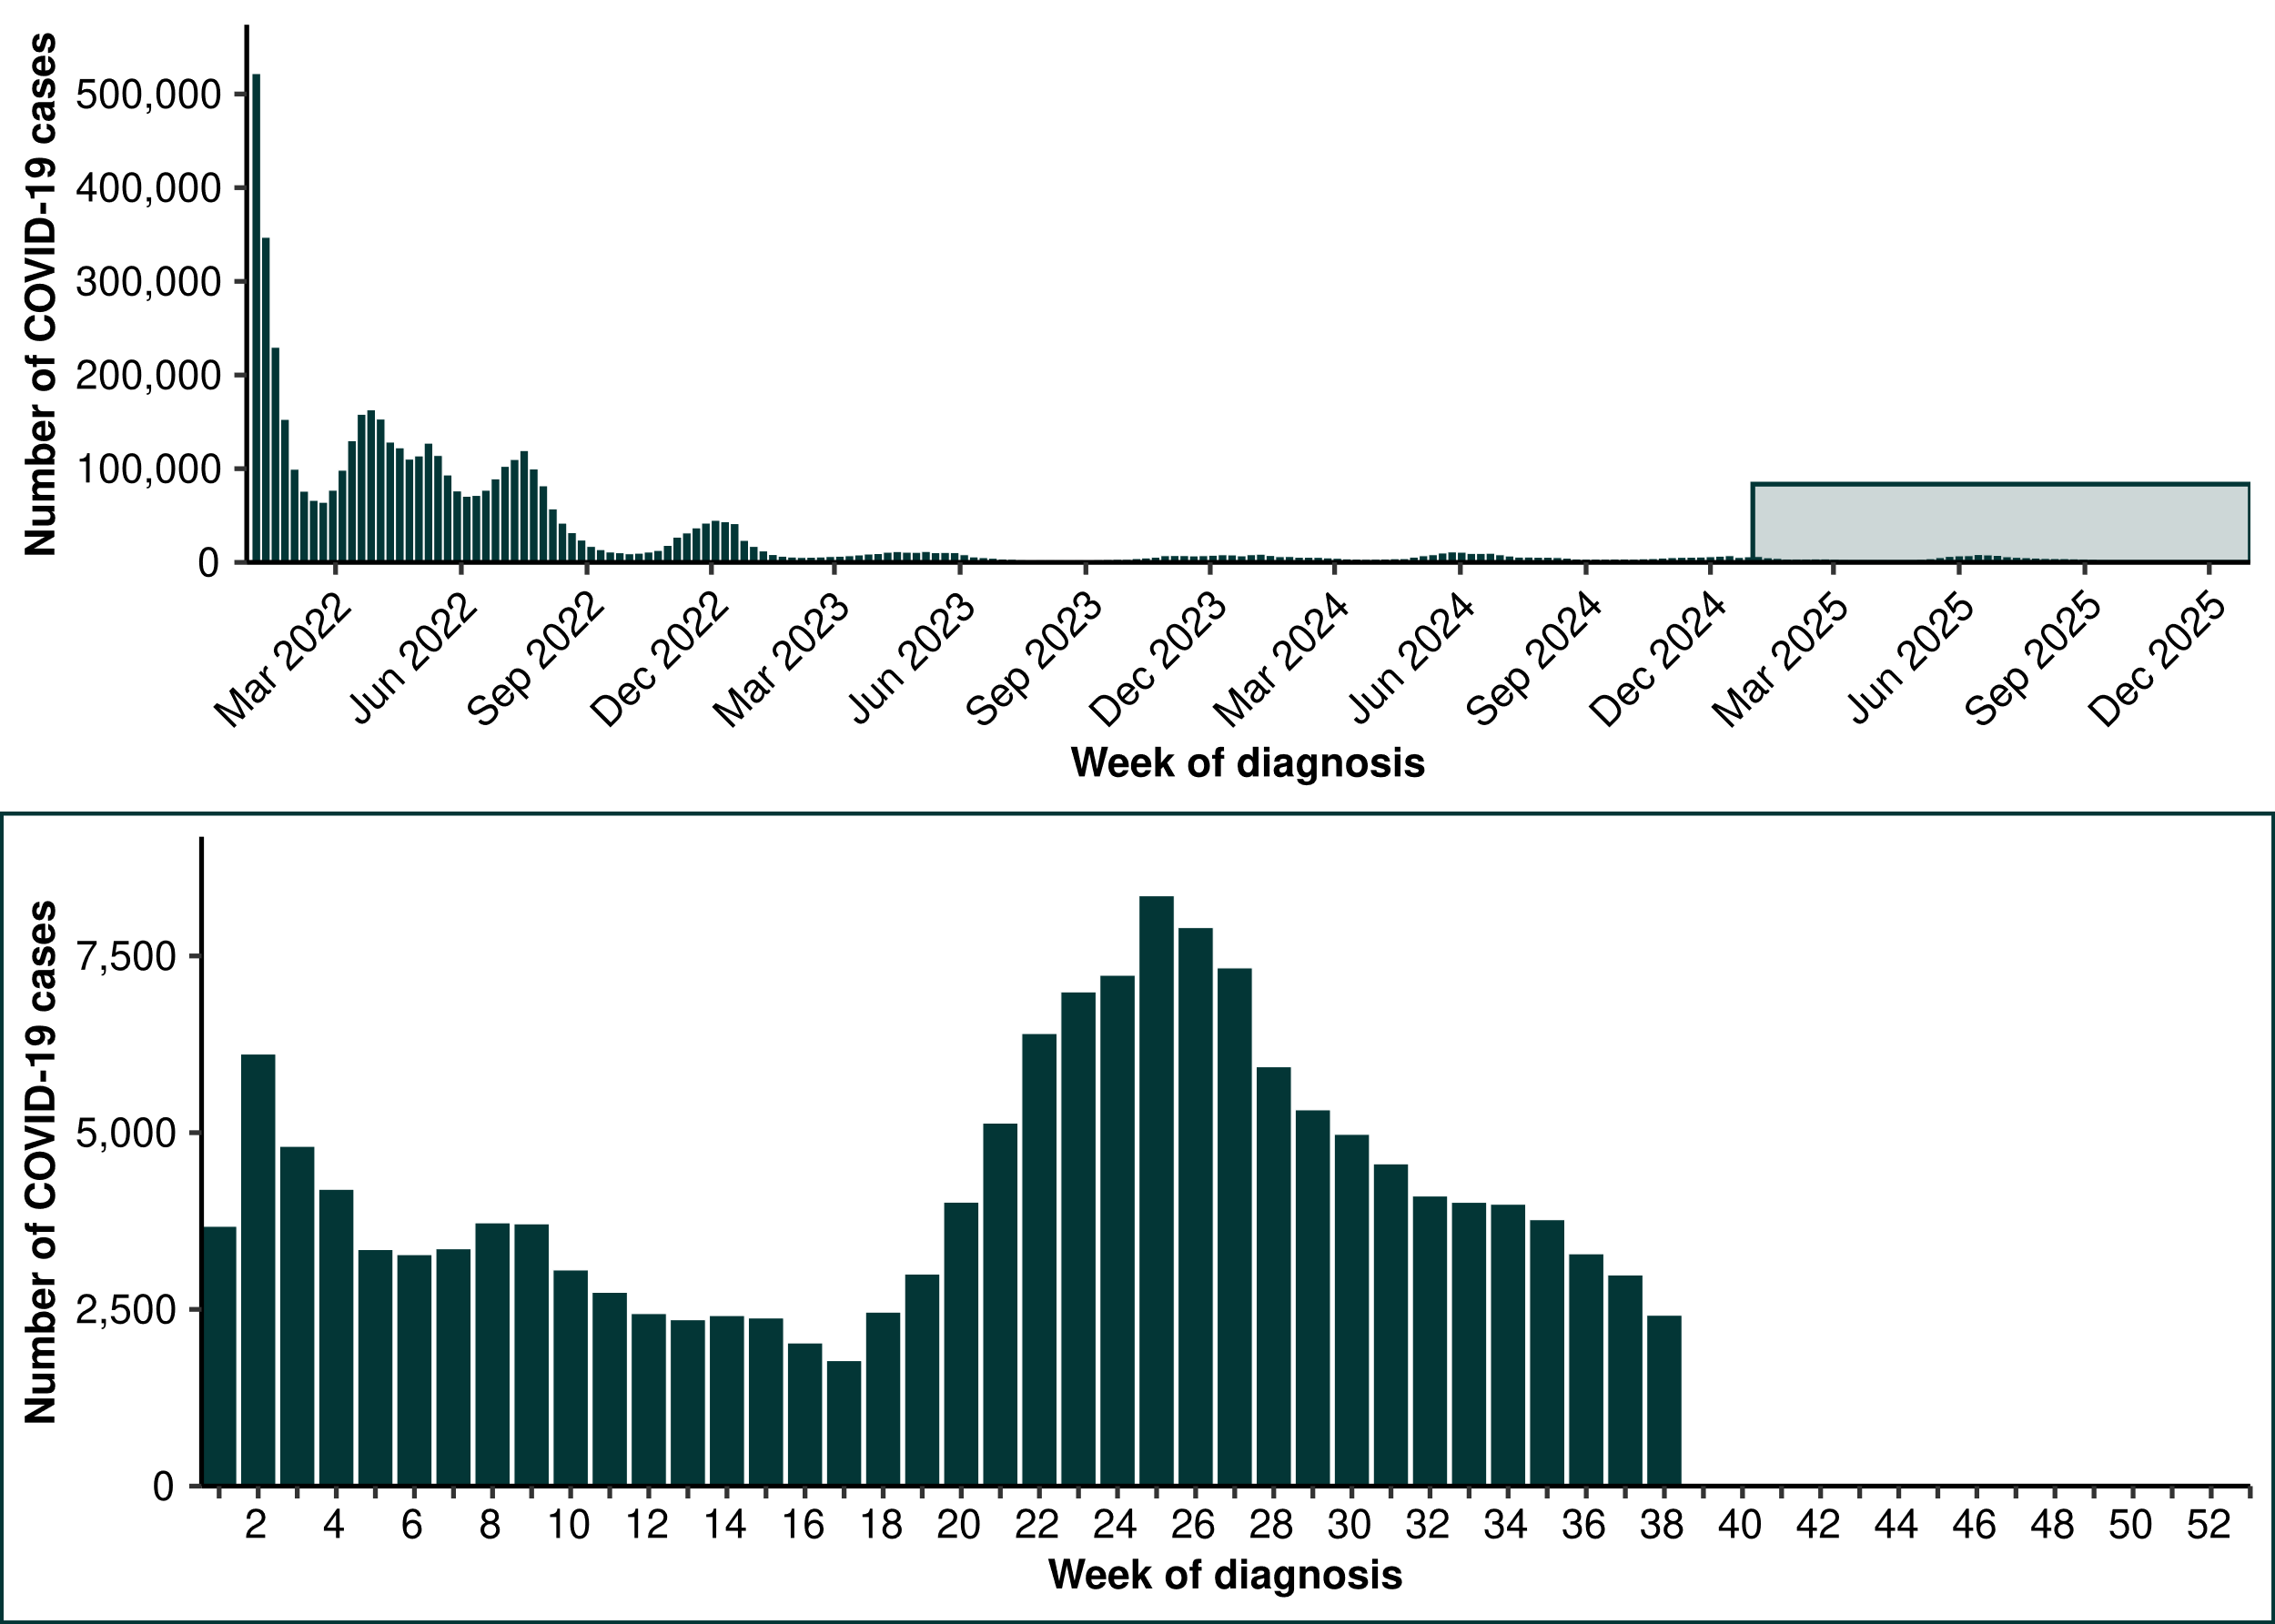 Number of COVID-19 cases
500,000
400,000
300,000
200,000
100,000
0
Mar 2022 Jun 2022 Sep 2022 Dec 2022 Mar 2023 Jun 2023 Sep 2023 Dec 2023 Mar 2024 Jun 2024 Sep 2024 Dec 2024 Mar 2025 Jun 2025 Sep 2025 Dec 2025
Week of diagnosis
Number of COVID-19 cases
7,500
5,000
2,500
0
2 4 6 8 10 12 14 16 18 20 22 24 26 28 30 32 34 36 38 40 42 44 46 48 50 52
Week of diagnosis